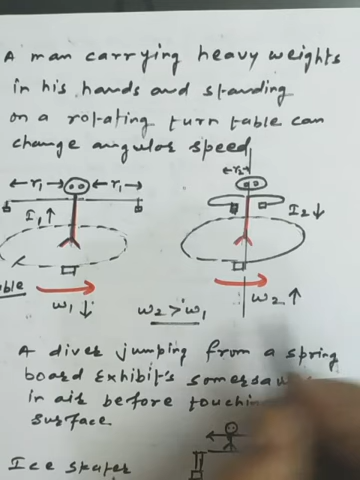 A man carrying heavy weights
in his hands and standing
on a rotating turn table can
change angular speed
←r₁→ ←r₁→
←r₂→
I₁↑
I₂↓
ω₁↓
ω₂>ω₁
ω₂↑
A diver jumping from a spring
board Exhibit's
in air before
surface.
Ice skater